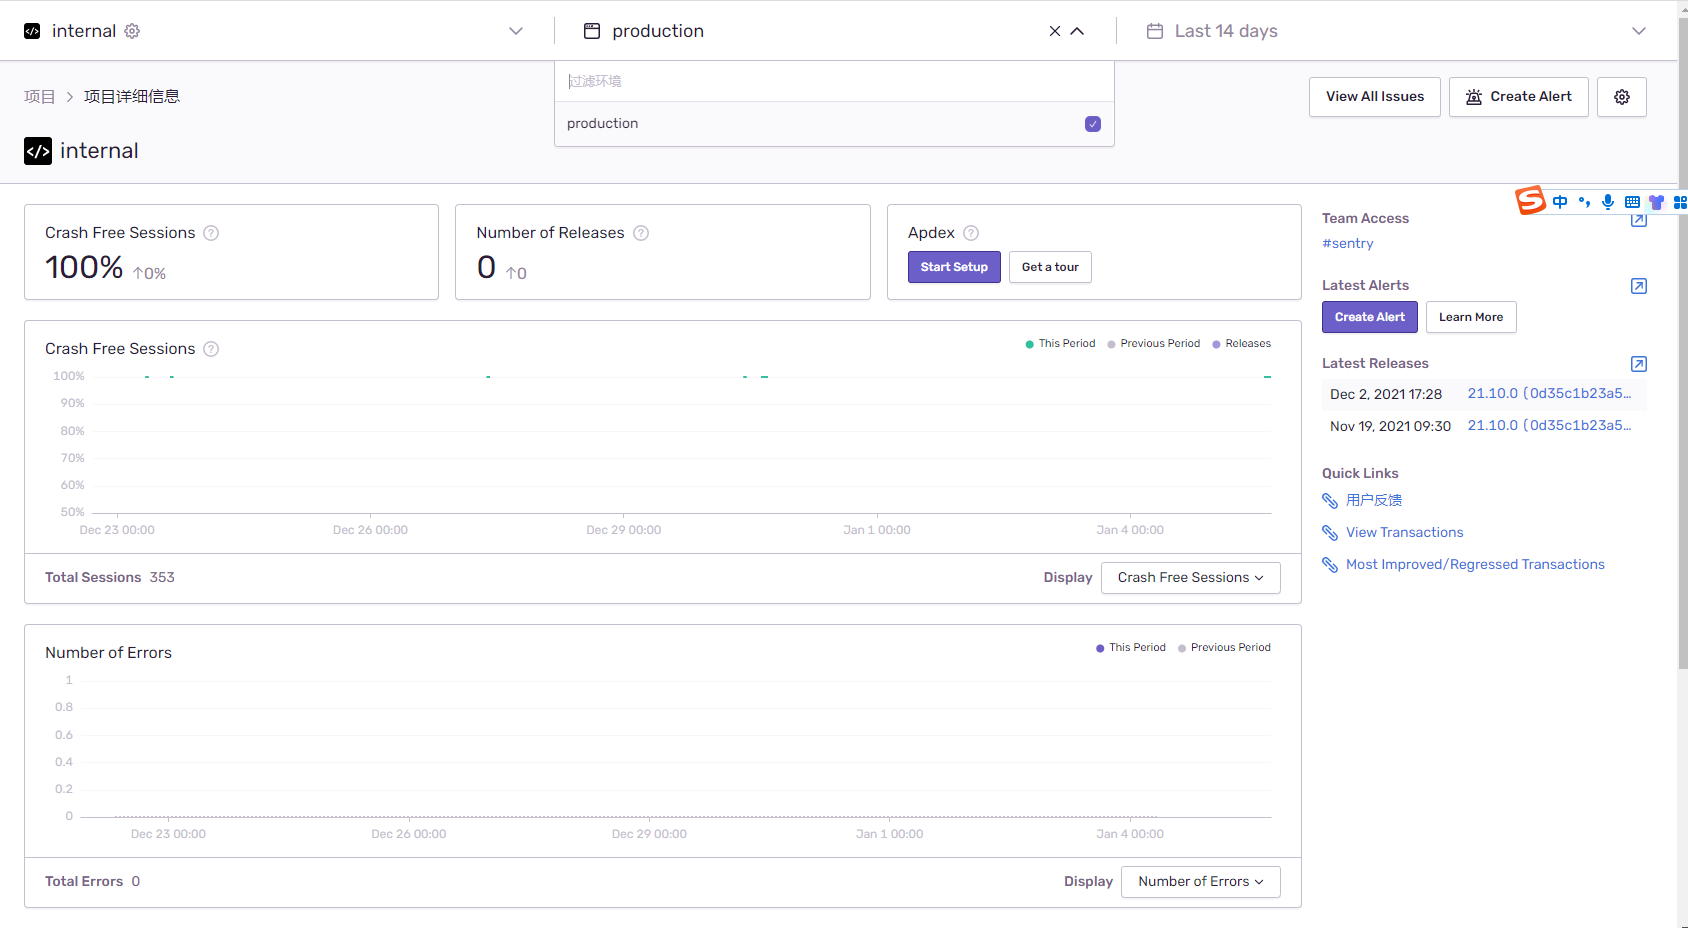 internal
production
Last 14 days
过滤环境
production
项目 > 项目详细信息
View All Issues
Create Alert
internal
Crash Free Sessions
100% ↑0%
Number of Releases
0 ↑0
Apdex
Start Setup
Get a tour
Crash Free Sessions
This Period
Previous Period
Releases
100%
90%
80%
70%
60%
50%
Dec 23 00:00
Dec 26 00:00
Dec 29 00:00
Jan 1 00:00
Jan 4 00:00
Total Sessions 353
Display
Crash Free Sessions
Number of Errors
This Period
Previous Period
1
0.8
0.6
0.4
0.2
0
Dec 23 00:00
Dec 26 00:00
Dec 29 00:00
Jan 1 00:00
Jan 4 00:00
Total Errors 0
Display
Number of Errors
中
Team Access
#sentry
Latest Alerts
Create Alert
Learn More
Latest Releases
Dec 2, 2021 17:28 21.10.0 (0d35c1b23a5...
Nov 19, 2021 09:30 21.10.0 (0d35c1b23a5...
Quick Links
用户反馈
View Transactions
Most Improved/Regressed Transactions